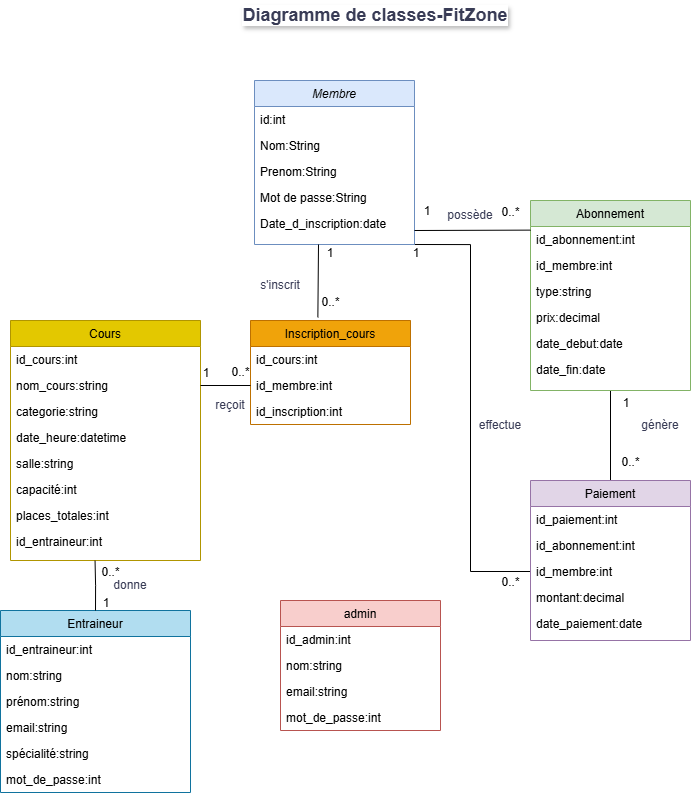 Diagramme de classes-FitZone
Membre
id:int
Nom:String
Prenom:String
Mot de passe:String
Date_d_inscription:date
1
possède
0..*
Abonnement
id_abonnement:int
id_membre:int
type:string
prix:decimal
date_debut:date
date_fin:date
1
1
s'inscrit
0..*
Cours
id_cours:int
nom_cours:string
categorie:string
date_heure:datetime
salle:string
capacité:int
places_totales:int
id_entraineur:int
1
0..*
reçoit
Inscription_cours
id_cours:int
id_membre:int
id_inscription:int
effectue
1
génère
0..*
0..*
Paiement
id_paiement:int
id_abonnement:int
id_membre:int
montant:decimal
date_paiement:date
0..*
donne
1
Entraineur
id_entraineur:int
nom:string
prénom:string
email:string
spécialité:string
mot_de_passe:int
admin
id_admin:int
nom:string
email:string
mot_de_passe:int